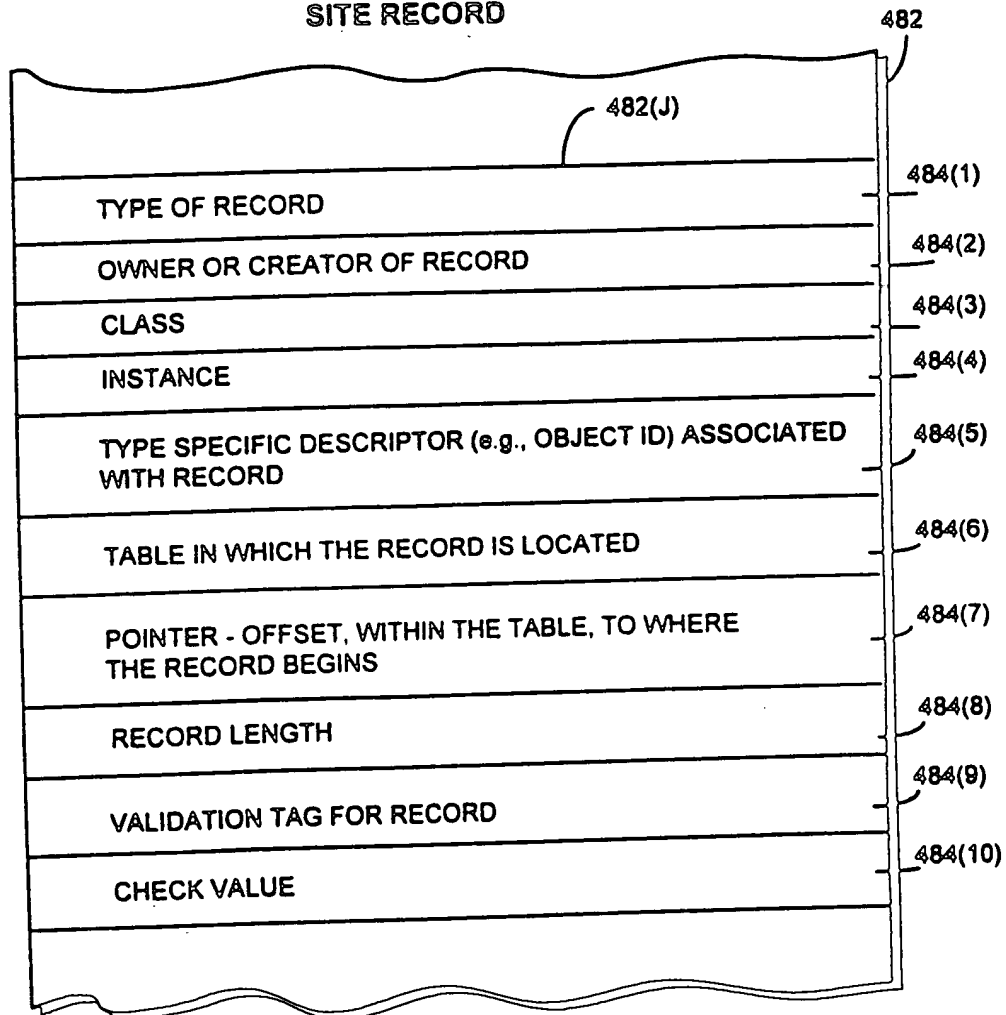 SITE RECORD
482
482(J)
484(1)
TYPE OF RECORD
484(2)
OWNER OR CREATOR OF RECORD
484(3)
CLASS
484(4)
INSTANCE
484(5)
TYPE SPECIFIC DESCRIPTOR (e.g., OBJECT ID) ASSOCIATED
WITH RECORD
484(6)
TABLE IN WHICH THE RECORD IS LOCATED
484(7)
POINTER - OFFSET, WITHIN THE TABLE, TO WHERE
THE RECORD BEGINS
484(8)
RECORD LENGTH
484(9)
VALIDATION TAG FOR RECORD
484(10)
CHECK VALUE